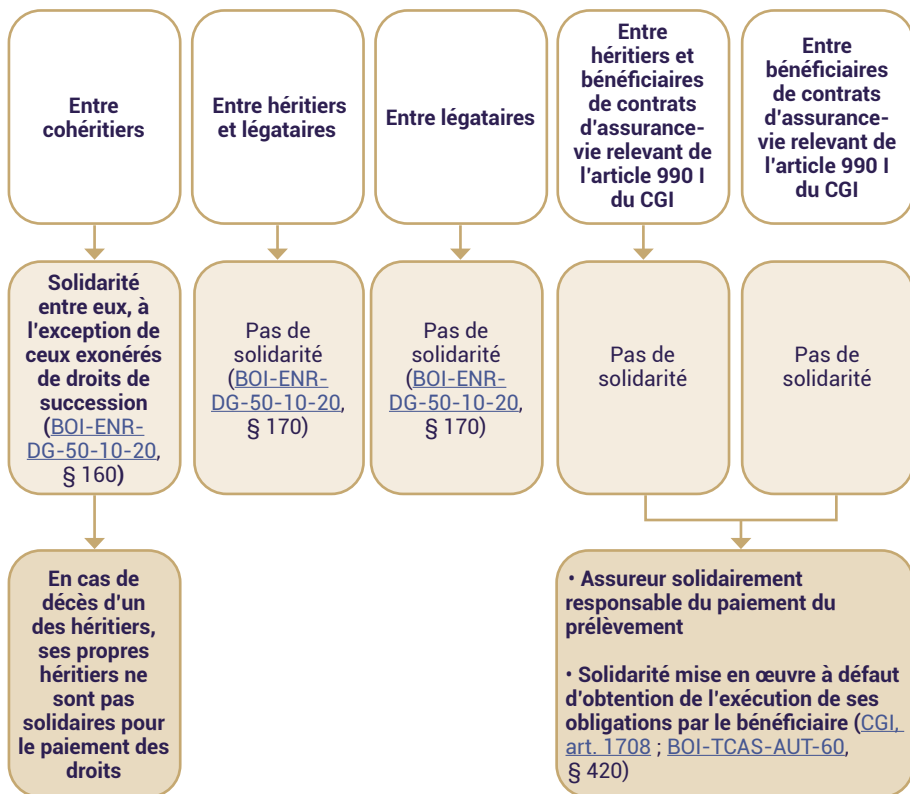 Entre
cohéritiers
Entre héritiers
et légataires
Entre légataires
Entre
héritiers et
bénéficiaires
de contrats
d'assurance-
vie relevant de
l'article 990 I
du CGI
Entre
bénéficiaires
de contrats
d'assurance-
vie relevant de
l'article 990 I
du CGI
Solidarité
entre eux, à
l'exception de
ceux exonérés
de droits de
succession
(BOI-ENR-
DG-50-10-20,
§ 160)
Pas de
solidarité
(BOI-ENR-
DG-50-10-20,
§ 170)
Pas de
solidarité
(BOI-ENR-
DG-50-10-20,
§ 170)
Pas de
solidarité
Pas de
solidarité
En cas de
décès d'un
des héritiers,
ses propres
héritiers ne
sont pas
solidaires pour
le paiement des
droits
• Assureur solidairement
responsable du paiement du
prélèvement
• Solidarité mise en œuvre à défaut
d'obtention de l'exécution de ses
obligations par le bénéficiaire (CGI,
art. 1708 ; BOI-TCAS-AUT-60,
§ 420)